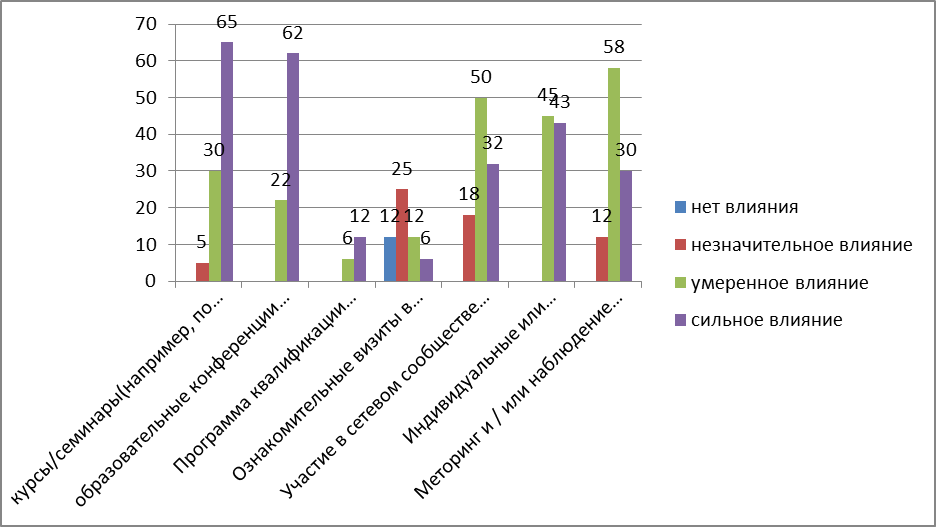 70
60
50
40
30
20
10
0
5
30
65
22
62
6
12
12
25
12
6
18
50
32
45
43
12
58
30
курсы/семинары(например, по...
образовательные конференции...
Программа квалификации...
Ознакомительные визиты в...
Участие в сетевом сообществе...
Индивидуальные или...
Меторинг и / или наблюдение...
нет влияния
незначительное влияние
умеренное влияние
сильное влияние